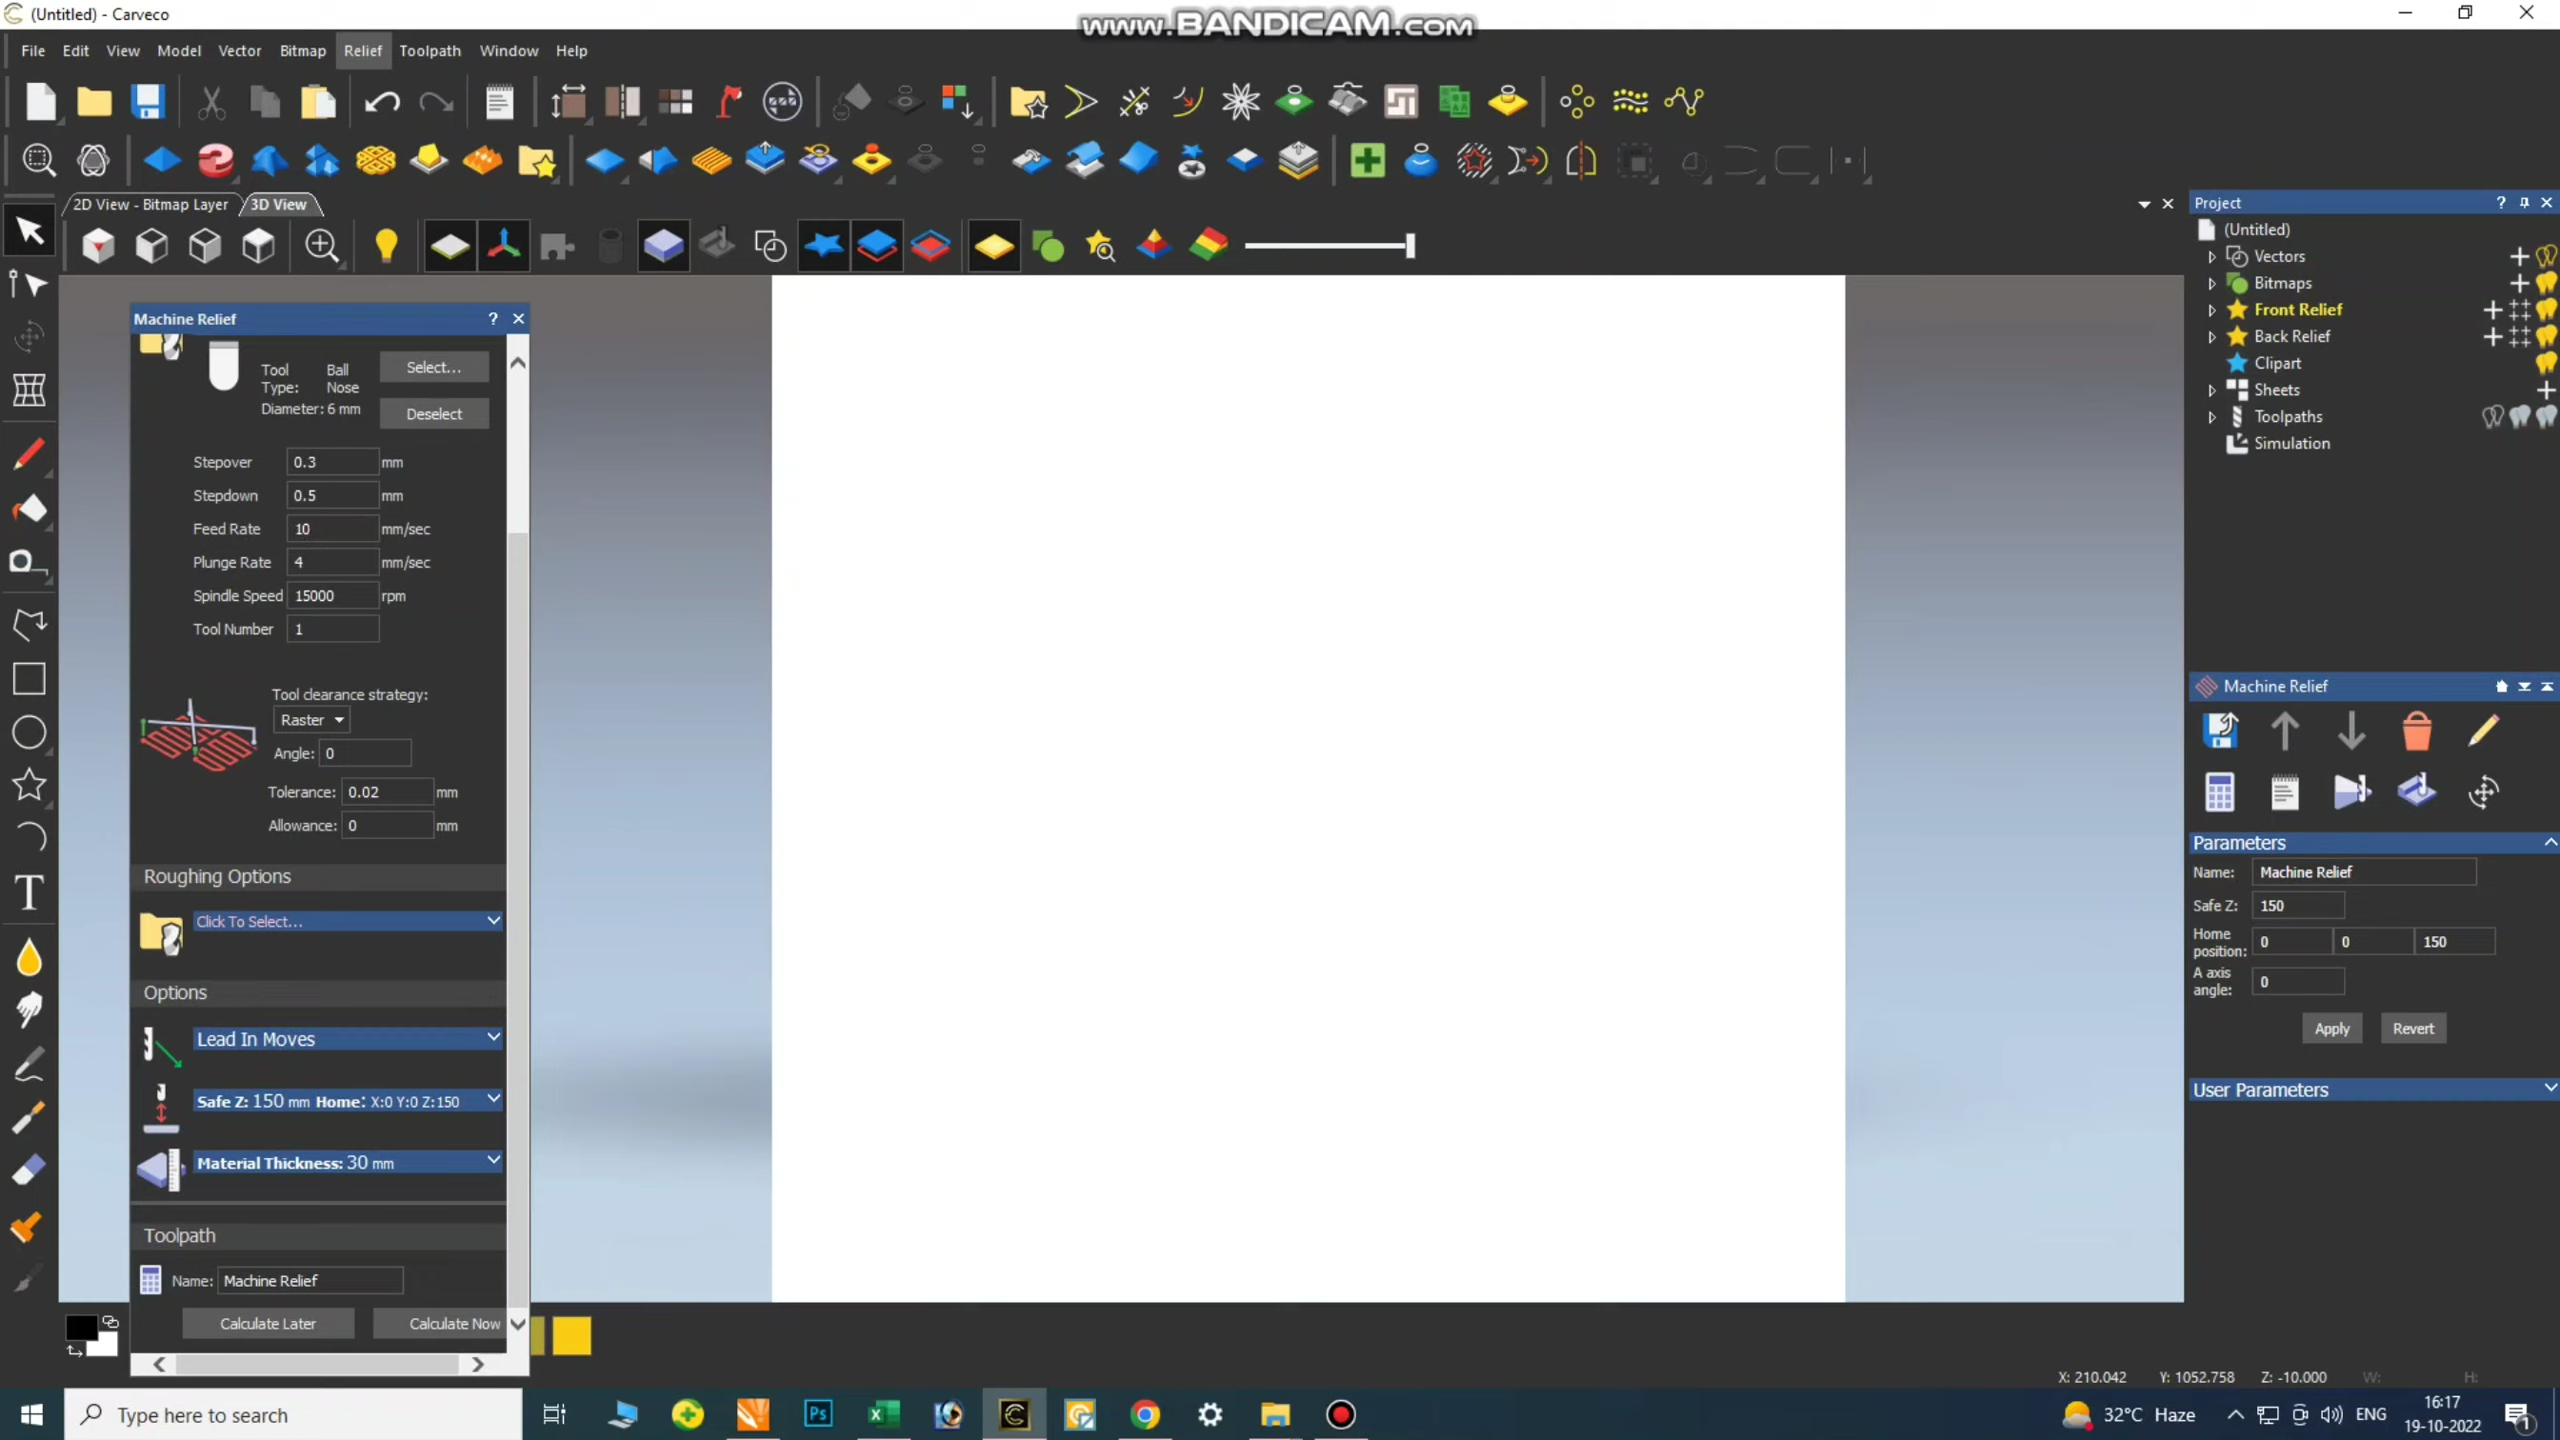 (Untitled) - Carveco
www.BANDICAM.com
File Edit View Model Vector Bitmap Relief Toolpath Window Help
2D View - Bitmap Layer 3D View
Project
(Untitled)
Vectors
Bitmaps
Front Relief
Back Relief
Clipart
Sheets
Toolpaths
Simulation
Machine Relief
Tool Type: Ball Nose
Diameter: 6 mm
Select...
Deselect
Stepover 0.3 mm
Stepdown 0.5 mm
Feed Rate 10 mm/sec
Plunge Rate 4 mm/sec
Spindle Speed 15000 rpm
Tool Number 1
Tool clearance strategy:
Raster
Angle: 0
Tolerance: 0.02 mm
Allowance: 0 mm
Roughing Options
Click To Select...
Options
Lead In Moves
Safe Z: 150 mm Home: X:0 Y:0 Z:150
Material Thickness: 30 mm
Toolpath
Name: Machine Relief
Calculate Later Calculate Now
Machine Relief
Parameters
Name: Machine Relief
Safe Z: 150
Home position: 0 0 150
A axis angle: 0
Apply Revert
User Parameters
X: 210.042 Y: 1052.758 Z: -10.000 W: H:
Type here to search
Ps
32°C Haze
ENG
16:17
19-10-2022
1